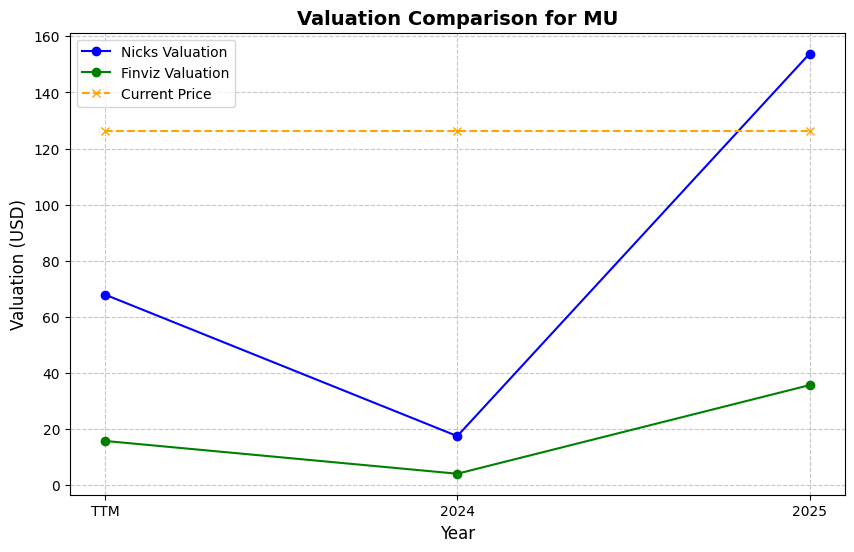 Valuation Comparison for MU
Nicks Valuation
Finviz Valuation
Current Price
Valuation (USD)
160
140
120
100
80
60
40
20
0
TTM
2024
2025
Year